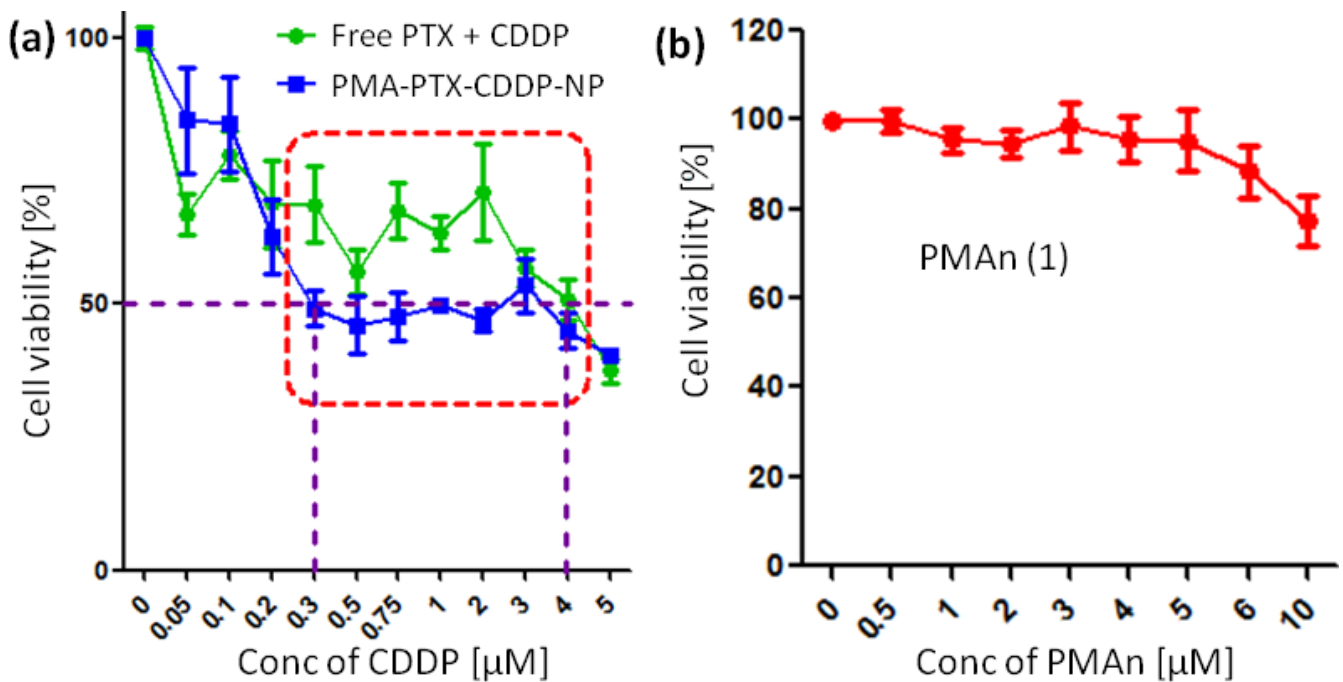 (a)
Free PTX + CDDP
PMA-PTX-CDDP-NP
Cell viability [%]
100
50
0
0 0.05 0.1 0.2 0.3 0.5 0.75 1 2 3 4 5
Conc of CDDP [μM]
(b)
Cell viability [%]
120
100
80
60
40
20
0
PMAn (1)
0 0.5 1 2 3 4 5 6 10
Conc of PMAn [μM]